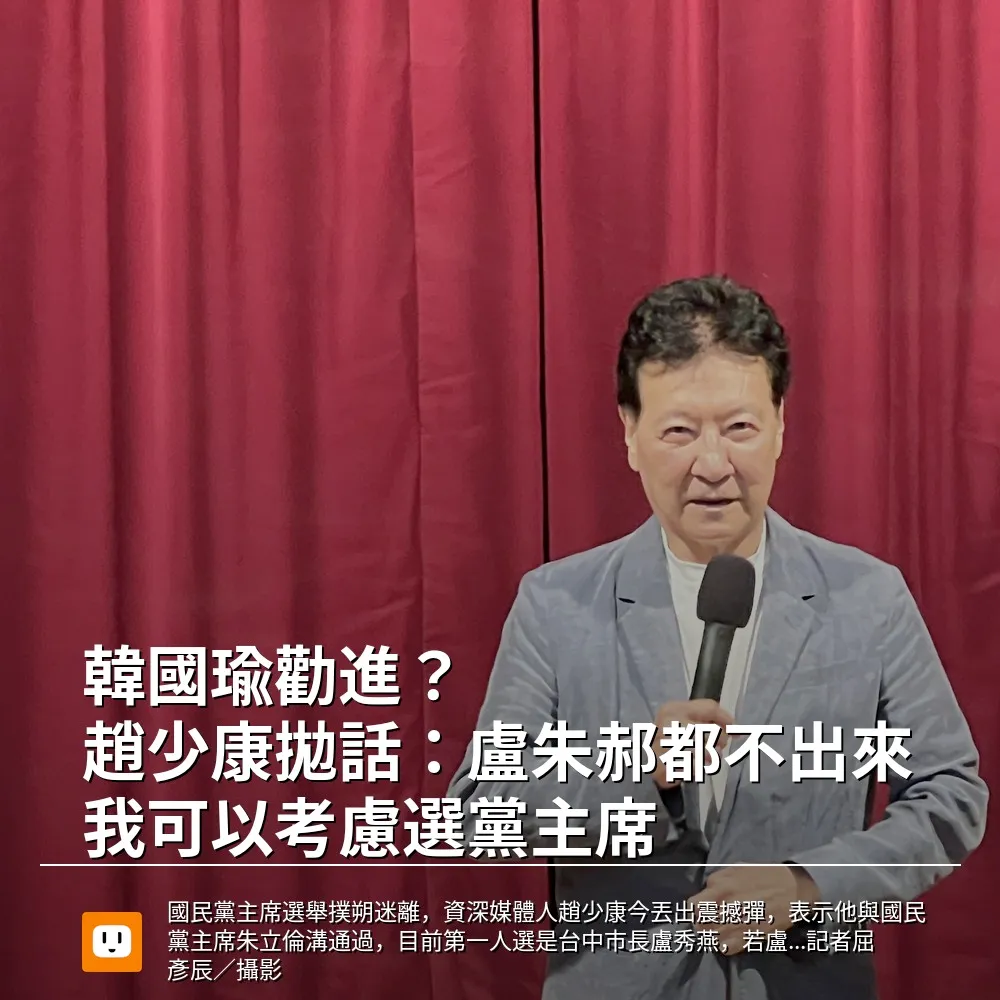 韓國瑜勸進？
趙少康拋話：盧朱郝都不出來
我可以考慮選黨主席
國民黨主席選舉撲朔迷離，資深媒體人趙少康今丟出震撼彈，表示他與國民
黨主席朱立倫溝通過，目前第一人選是台中市長盧秀燕，若盧...記者屈
彥辰／攝影